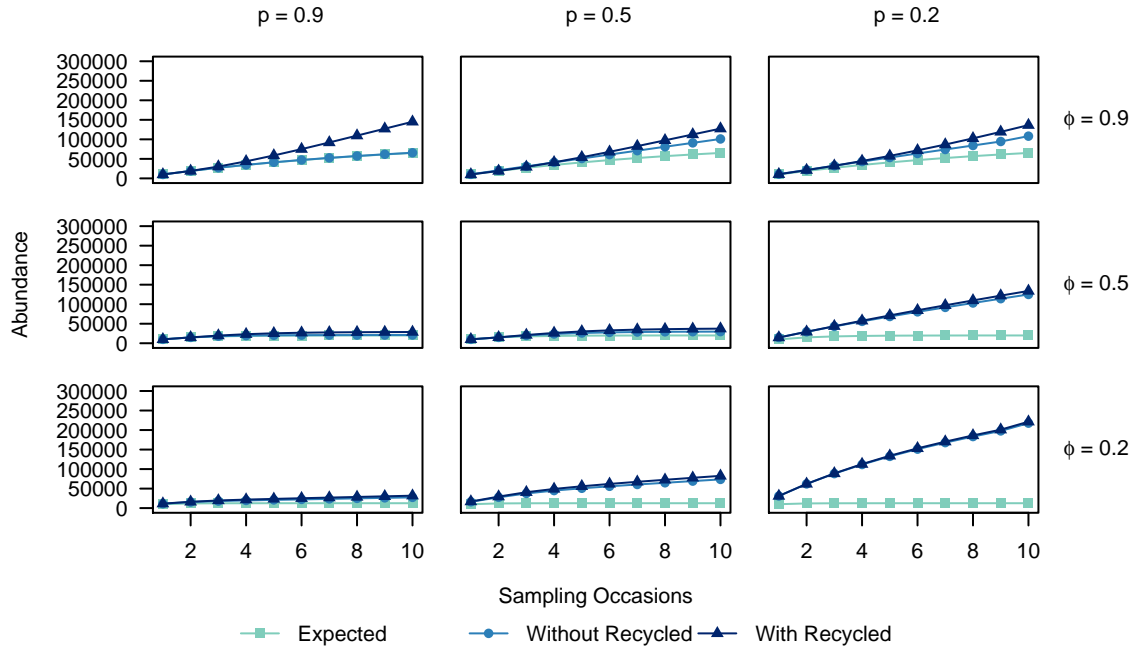 p = 0.9 p = 0.5 p = 0.2
300000
250000
200000
150000
100000
50000
0
ϕ = 0.9
300000
250000
200000
150000
100000
50000
0
ϕ = 0.5
300000
250000
200000
150000
100000
50000
0
ϕ = 0.2
Abundance
2 4 6 8 10 2 4 6 8 10 2 4 6 8 10
Sampling Occasions
Expected Without Recycled With Recycled